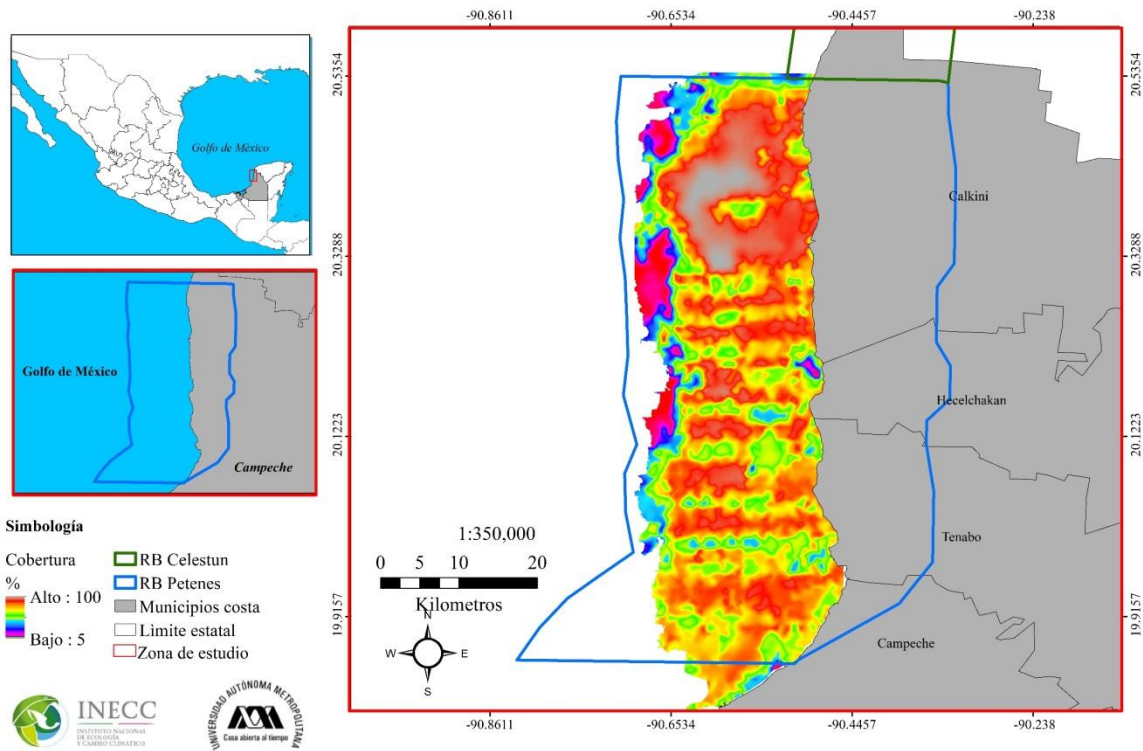 -90.8611
-90.6534
-90.4457
-90.238
20.5354
20.3288
20.1223
19.9157
20.5354
20.3288
20.1223
19.9157
-90.8611
-90.6534
-90.4457
-90.238
Golfo de México
Golfo de México
Campeche
Calkini
Hecelchakan
Tenabo
Campeche
1:350,000
0 5 10 20
Kilometros
N
W E
S
Simbología
Cobertura
%
Alto : 100
Bajo : 5
RB Celestun
RB Petenes
Municipios costa
Lìmite estatal
Zona de estudio
INECC
INSTITUTO NACIONAL
DE ECOLOGÍA
Y CAMBIO CLIMÁTICO
UNIVERSIDAD AUTÓNOMA METROPOLITANA
Casa abierta al tiempo